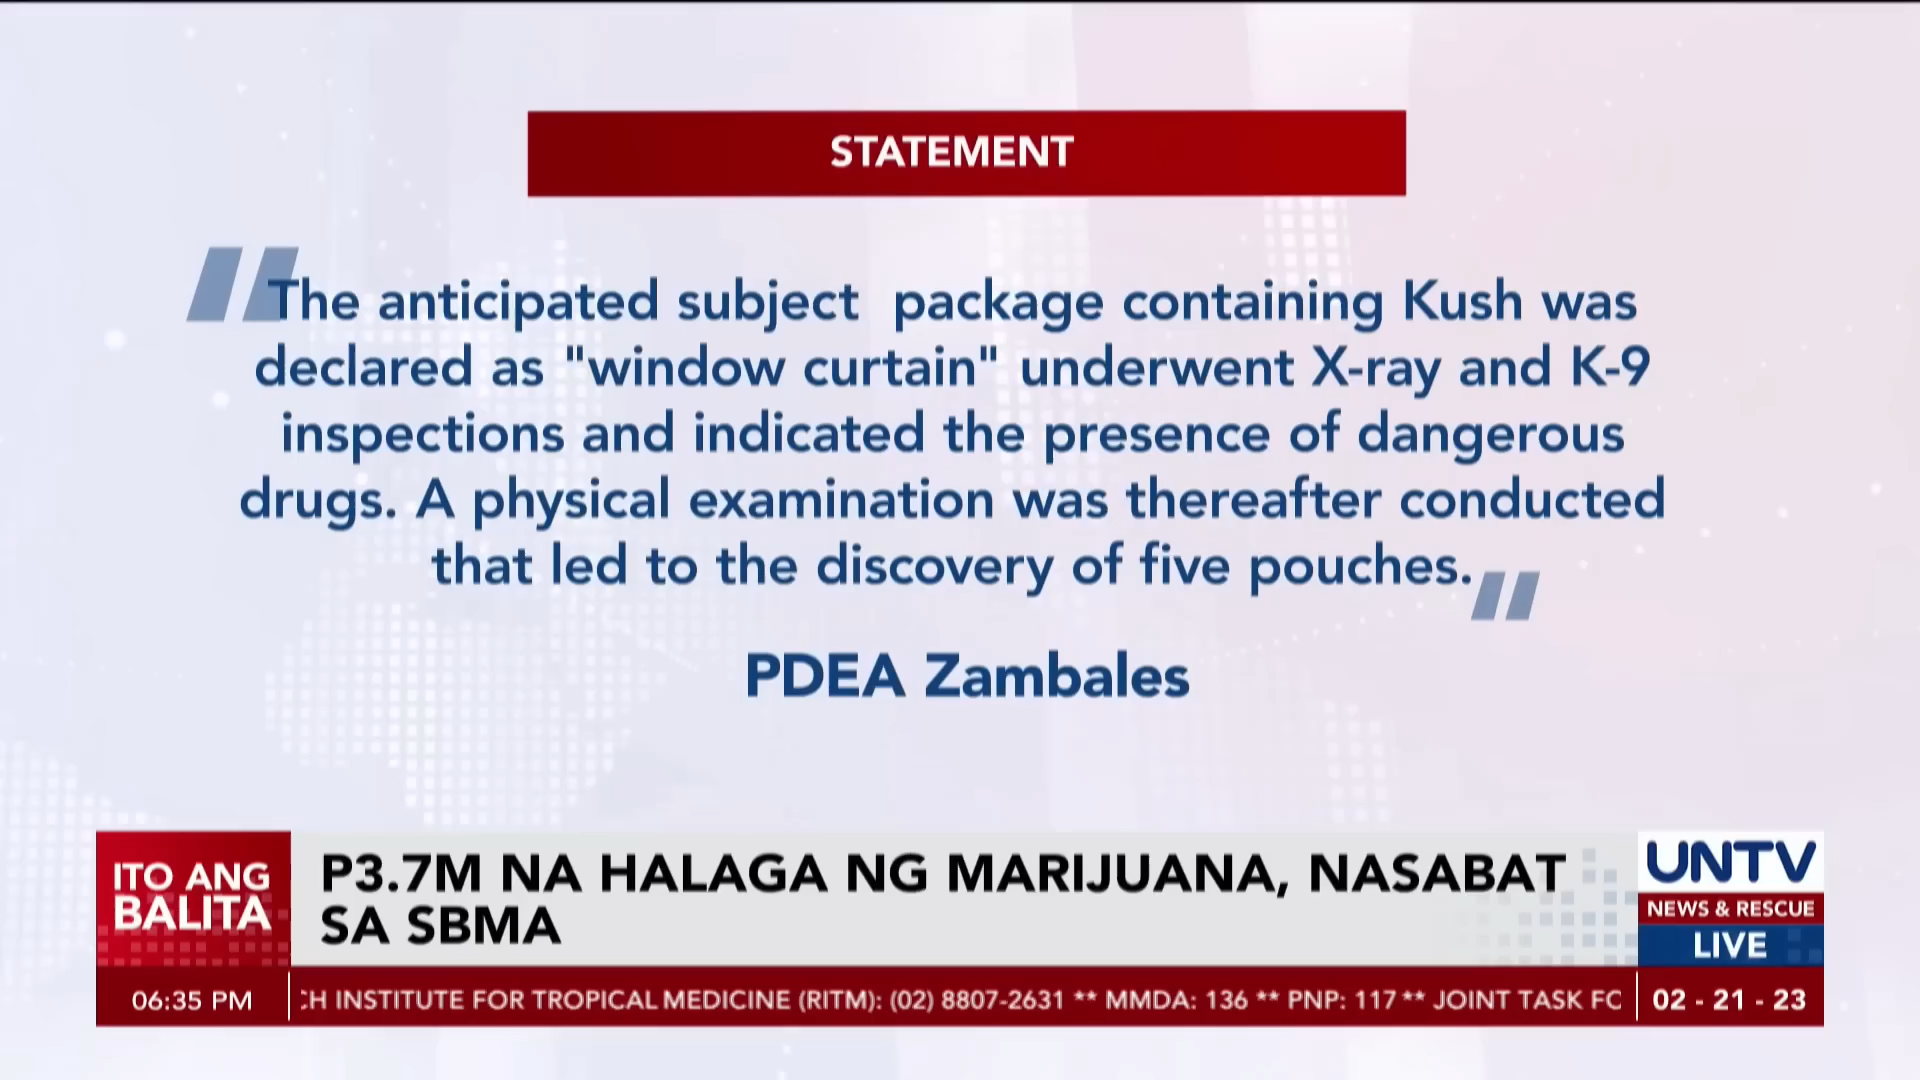 STATEMENT
The anticipated subject package containing Kush was
declared as "window curtain" underwent X-ray and K-9
inspections and indicated the presence of dangerous
drugs. A physical examination was thereafter conducted
that led to the discovery of five pouches.
PDEA Zambales
ITO ANG
BALITA
P3.7M NA HALAGA NG MARIJUANA, NASABAT
SA SBMA
UNTV
NEWS & RESCUE
LIVE
06:35 PM
CH INSTITUTE FOR TROPICAL MEDICINE (RITM): (02) 8807-2631 ** MMDA: 136 ** PNP: 117 ** JOINT TASK FC
02 - 21 - 23